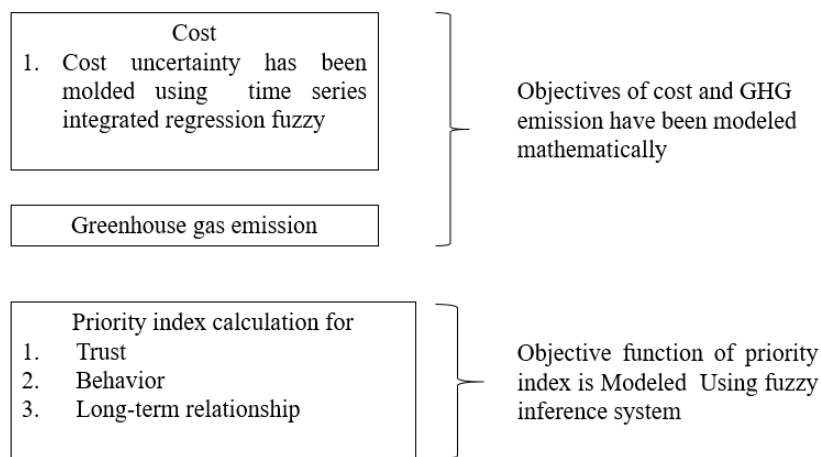 Cost
1. Cost uncertainty has been
molded using time series
integrated regression fuzzy
Objectives of cost and GHG
emission have been modeled
mathematically
Greenhouse gas emission
Priority index calculation for
1. Trust
2. Behavior
3. Long-term relationship
Objective function of priority
index is Modeled Using fuzzy
inference system